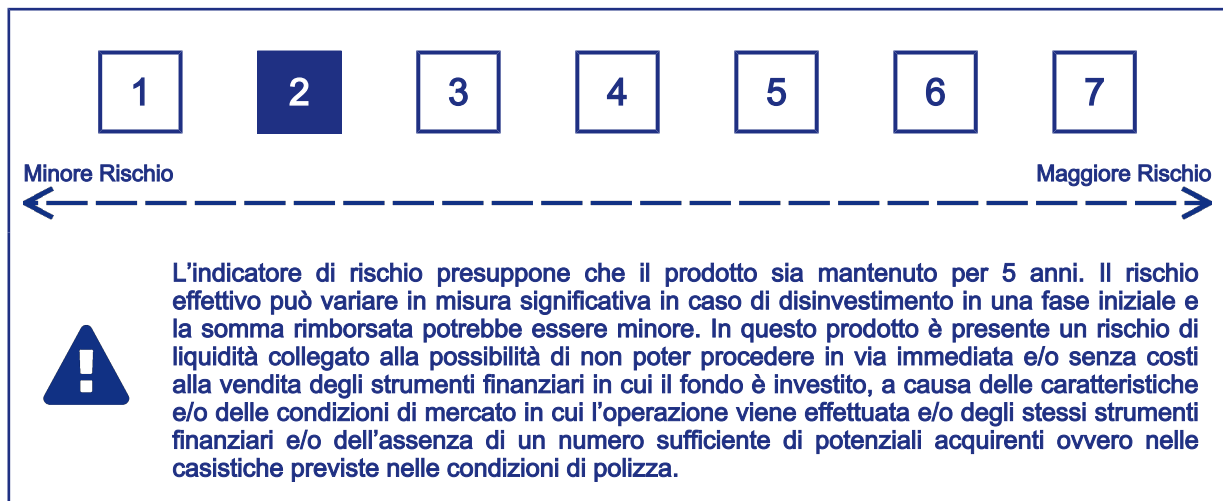 1 2 3 4 5 6 7
Minore Rischio Maggiore Rischio
L'indicatore di rischio presuppone che il prodotto sia mantenuto per 5 anni. Il rischio
effettivo può variare in misura significativa in caso di disinvestimento in una fase iniziale e
la somma rimborsata potrebbe essere minore. In questo prodotto è presente un rischio di
liquidità collegato alla possibilità di non poter procedere in via immediata e/o senza costi
alla vendita degli strumenti finanziari in cui il fondo è investito, a causa delle caratteristiche
e/o delle condizioni di mercato in cui l'operazione viene effettuata e/o degli stessi strumenti
finanziari e/o dell'assenza di un numero sufficiente di potenziali acquirenti ovvero nelle
casistiche previste nelle condizioni di polizza.